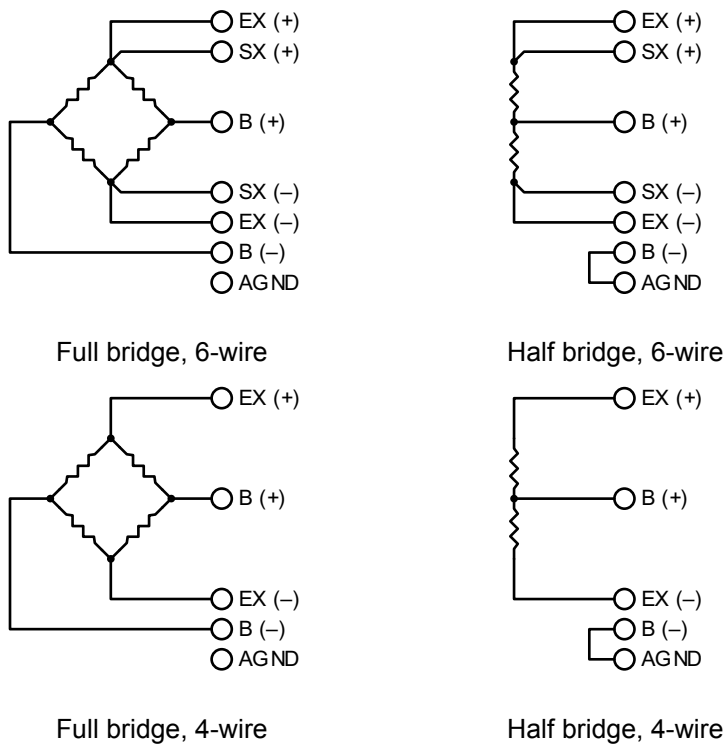 EX (+)
SX (+)
B (+)
SX (–)
EX (–)
B (–)
AGND
Full bridge, 6-wire
EX (+)
SX (+)
B (+)
SX (–)
EX (–)
B (–)
AGND
Half bridge, 6-wire
EX (+)
B (+)
EX (–)
B (–)
AGND
Full bridge, 4-wire
EX (+)
B (+)
EX (–)
B (–)
AGND
Half bridge, 4-wire